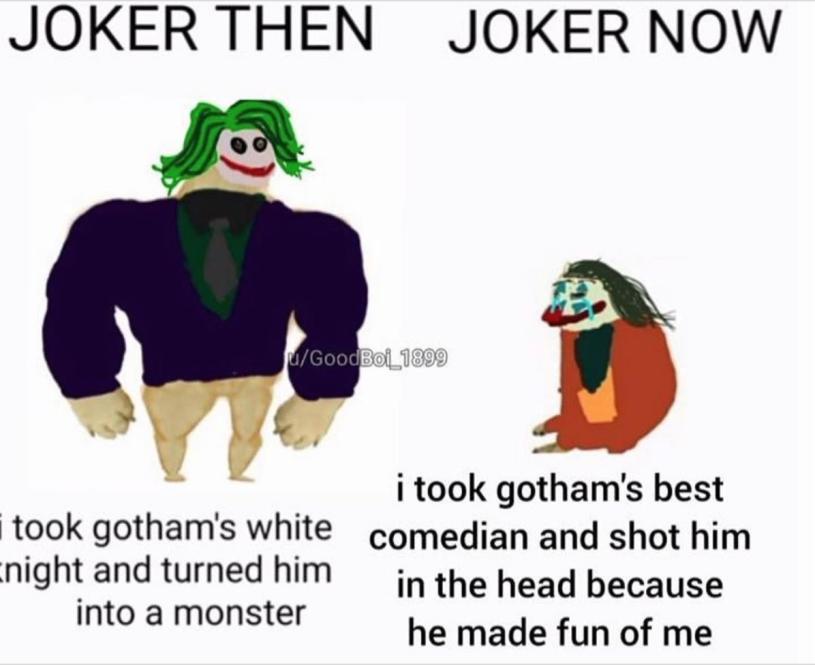 JOKER THEN
JOKER NOW
u/GoodBoi_1899
i took gotham's white
knight and turned him
into a monster
i took gotham's best
comedian and shot him
in the head because
he made fun of me